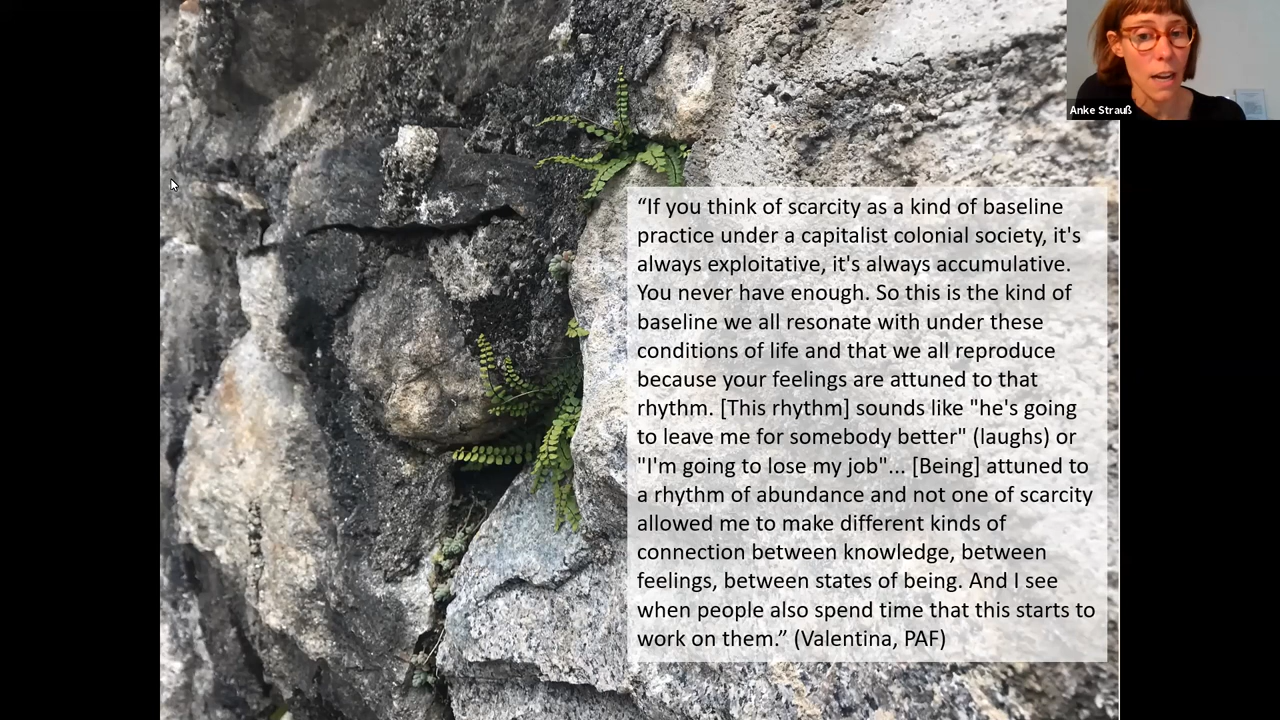 Anke Strauß
“If you think of scarcity as a kind of baseline
practice under a capitalist colonial society, it's
always exploitative, it's always accumulative.
You never have enough. So this is the kind of
baseline we all resonate with under these
conditions of life and that we all reproduce
because your feelings are attuned to that
rhythm. [This rhythm] sounds like "he's going
to leave me for somebody better" (laughs) or
"I'm going to lose my job"... [Being] attuned to
a rhythm of abundance and not one of scarcity
allowed me to make different kinds of
connection between knowledge, between
feelings, between states of being. And I see
when people also spend time that this starts to
work on them.” (Valentina, PAF)